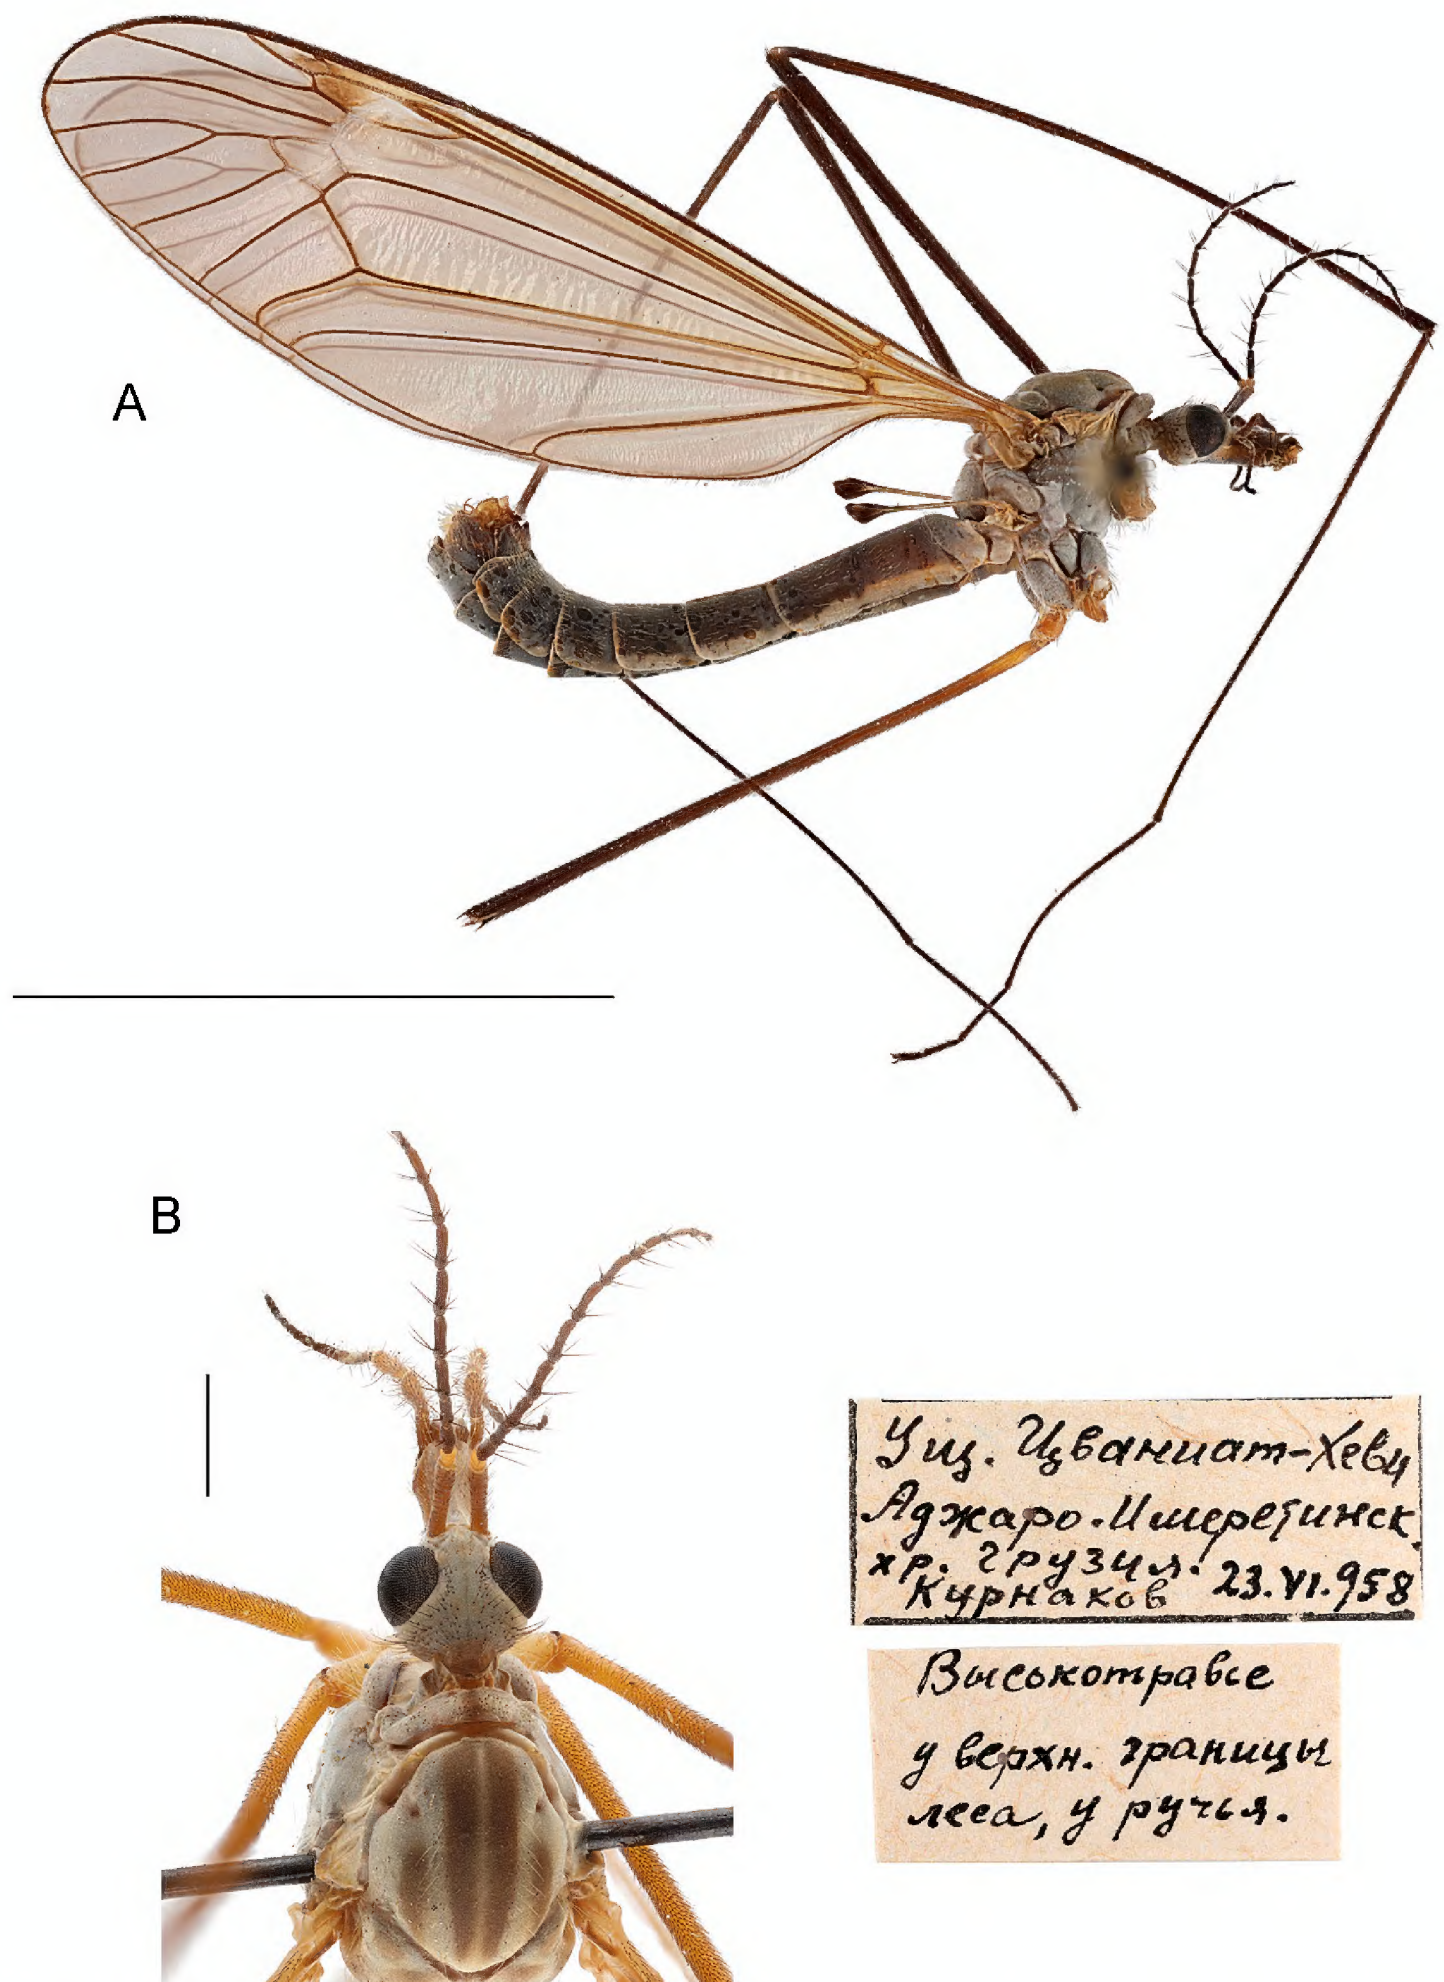 A
B
Ущ. Цваниат-Хеви
Аджаро-Имеретинск.
хр. Грузия.
Курнаков 23.VI.958
Высокотравье
у верхн. границы
леса, у ручья.